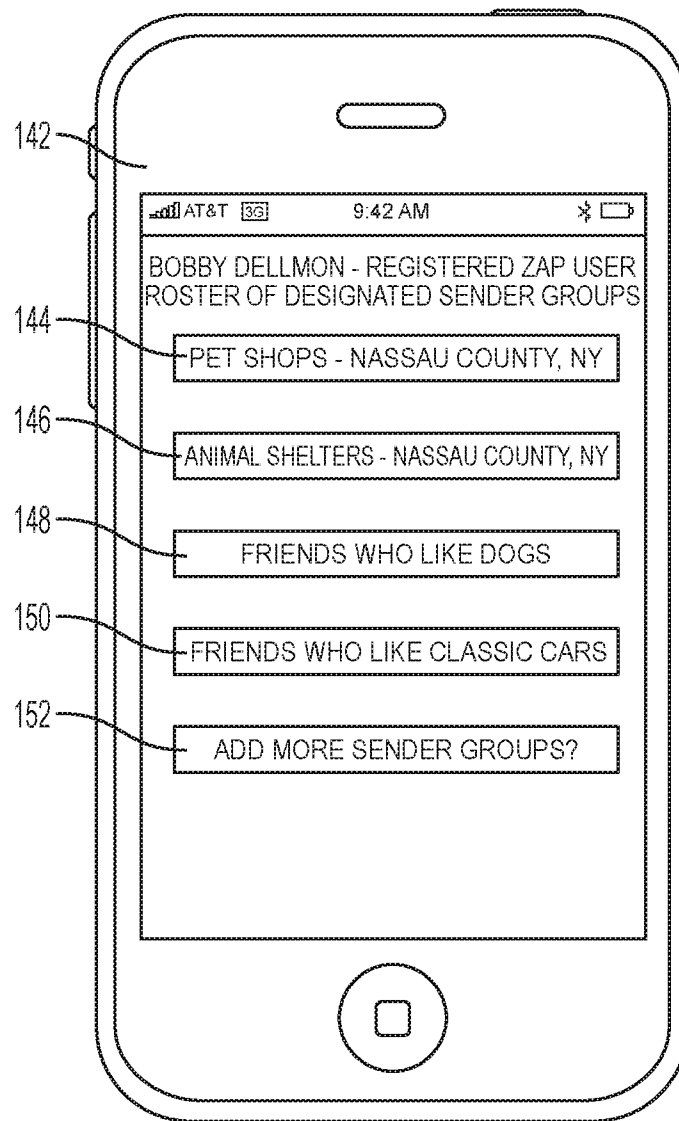 142
AT&T 3G 9:42 AM
BOBBY DELLMON - REGISTERED ZAP USER
ROSTER OF DESIGNATED SENDER GROUPS
144
PET SHOPS - NASSAU COUNTY, NY
146
ANIMAL SHELTERS - NASSAU COUNTY, NY
148
FRIENDS WHO LIKE DOGS
150
FRIENDS WHO LIKE CLASSIC CARS
152
ADD MORE SENDER GROUPS?